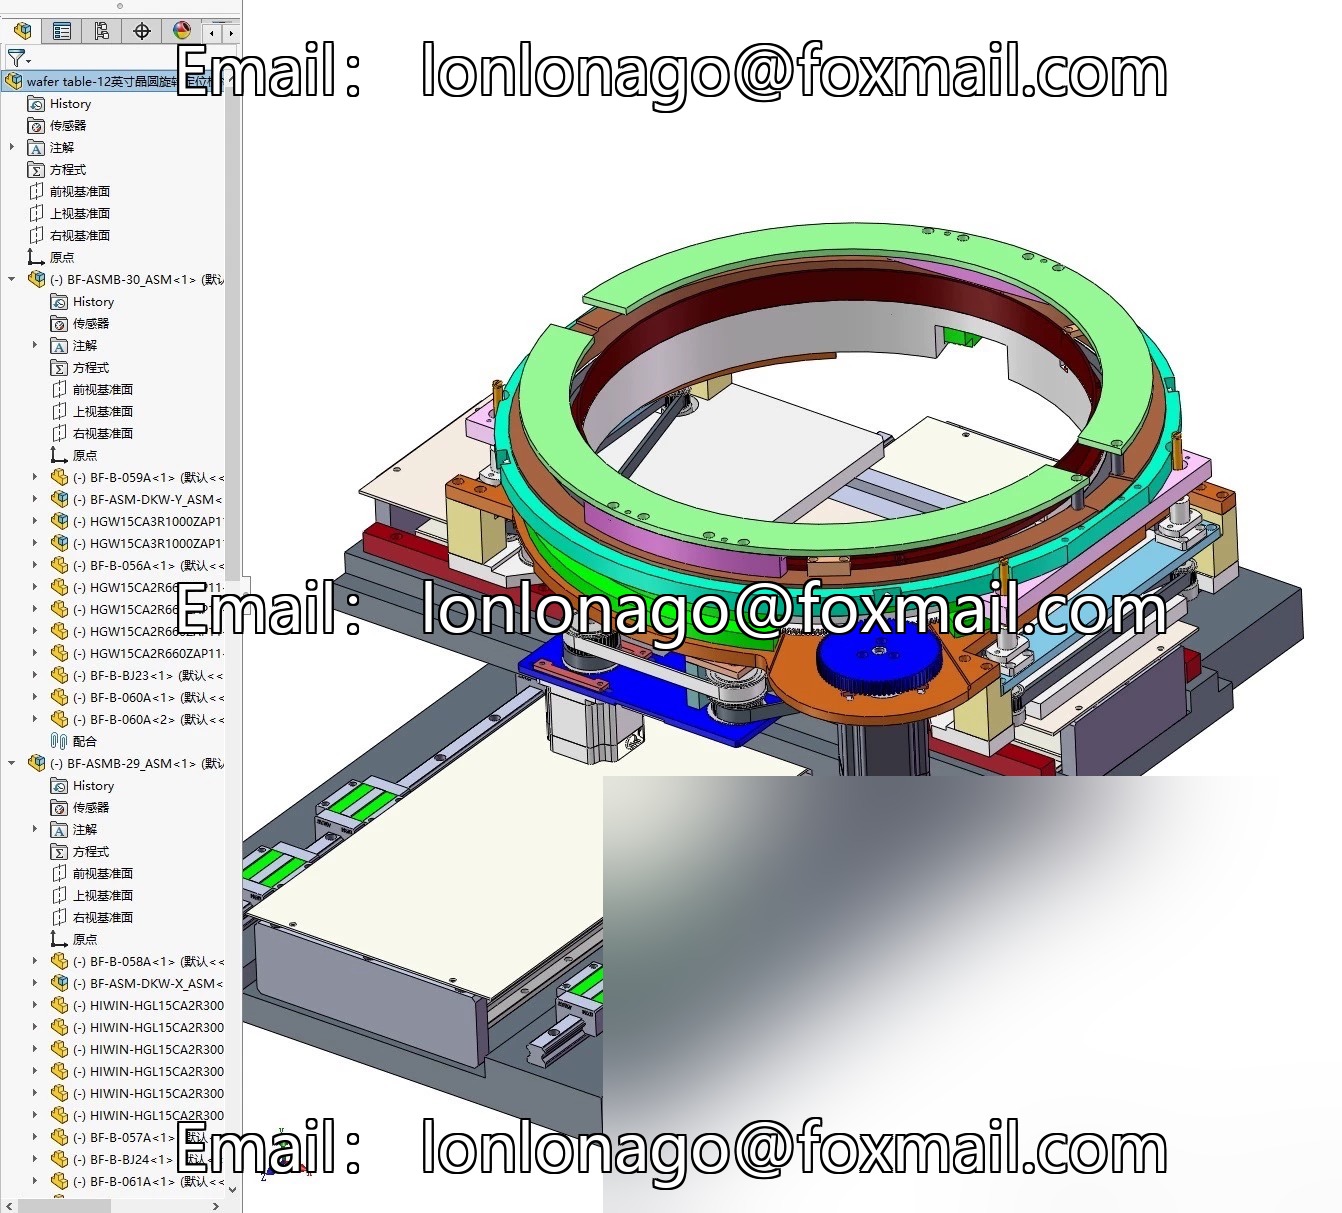 Email： lonlonago@foxmail.com
wafer table-12英寸晶圆旋转定位
History
传感器
注解
方程式
前视基准面
上视基准面
右视基准面
原点
(-) BF-ASMB-30_ASM<1> (默认
History
传感器
注解
方程式
前视基准面
上视基准面
右视基准面
原点
(-) BF-B-059A<1> (默认<<
(-) BF-ASM-DKW-Y_ASM<
(-) HGW15CA3R1000ZAP1
(-) HGW15CA3R1000ZAP1
(-) BF-B-056A<1> (默认<<
(-) HGW15CA2R660ZAP11
Email： lonlonago@foxmail.com
(-) HGW15CA2R660ZAP11
(-) HGW15CA2R660ZAP11
(-) HGW15CA2R660ZAP11
(-) BF-B-BJ23<1> (默认<<
(-) BF-B-060A<1> (默认<<
(-) BF-B-060A<2> (默认<<
配合
(-) BF-ASMB-29_ASM<1> (默认
History
传感器
注解
方程式
前视基准面
上视基准面
右视基准面
原点
(-) BF-B-058A<1> (默认<<
(-) BF-ASM-DKW-X_ASM<
(-) HIWIN-HGL15CA2R300
(-) HIWIN-HGL15CA2R300
(-) HIWIN-HGL15CA2R300
(-) HIWIN-HGL15CA2R300
(-) HIWIN-HGL15CA2R300
(-) HIWIN-HGL15CA2R300
(-) BF-B-057A<1> (默认<
Email： lonlonago@foxmail.com
(-) BF-B-BJ24<1> (默认<<
(-) BF-B-061A<1> (默认<<